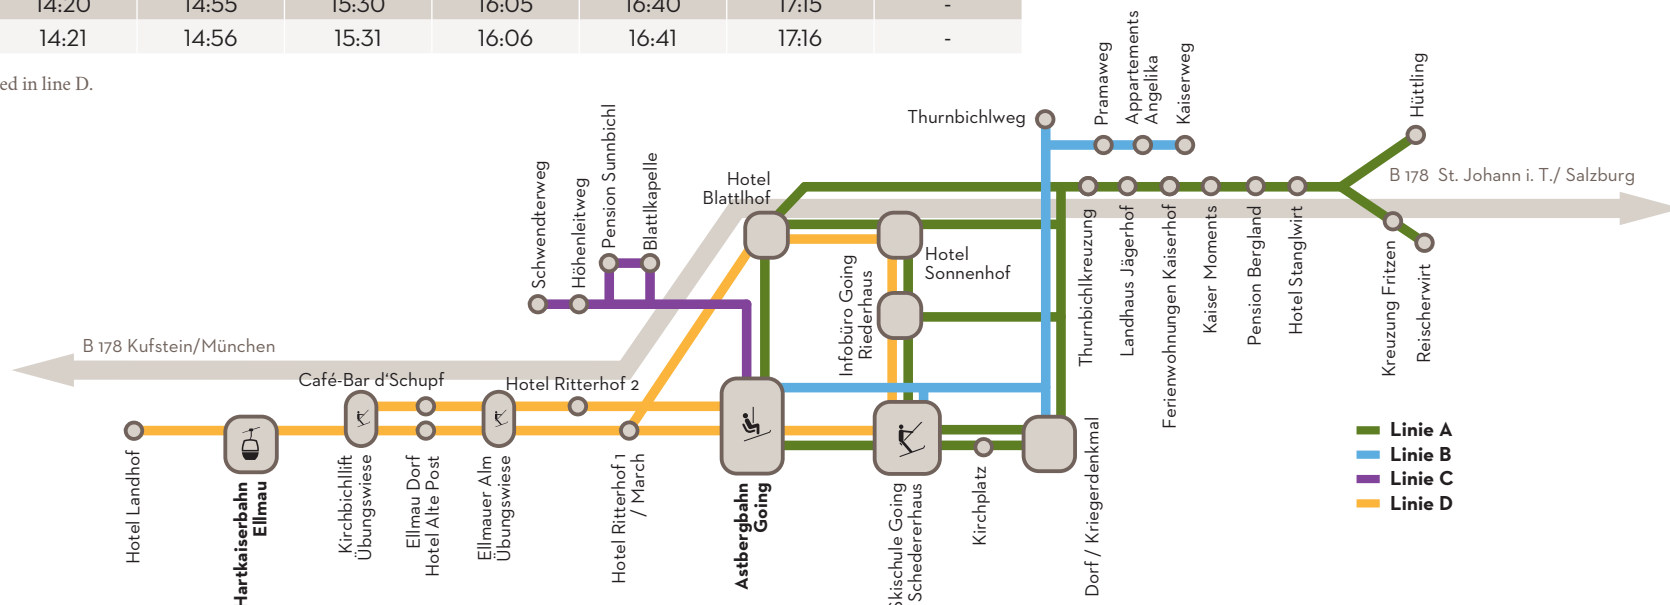 14:20 14:55 15:30 16:05 16:40 17:15 -
14:21 14:56 15:31 16:06 16:41 17:16 -
ed in line D.
Thurnbichlweg
Pramaweg
Appartements
Angelika
Kaiserweg
Hüttling
B 178 St. Johann i. T./ Salzburg
Schwendterweg
Höhenleitweg
Pension Sunnbichl
Blattlkapelle
Hotel
Blattlhof
Hotel
Sonnenhof
Infobüro Going
Riederhaus
Thurnbichlkreuzung
Landhaus Jägerhof
Ferienwohnungen Kaiserhof
Kaiser Moments
Pension Bergland
Hotel Stanglwirt
Kreuzung Fritzen
Reischerwirt
B 178 Kufstein/München
Café-Bar d‘Schupf
Hotel Ritterhof 2
Hotel Landhof
Hartkaiserbahn
Ellmau
Kirchbichllift
Übungswiese
Ellmau Dorf
Hotel Alte Post
Ellmauer Alm
Übungswiese
Hotel Ritterhof 1
/ March
Astbergbahn
Going
Skischule Going
Schedererhaus
Kirchplatz
Dorf / Kriegerdenkmal
Linie A
Linie B
Linie C
Linie D